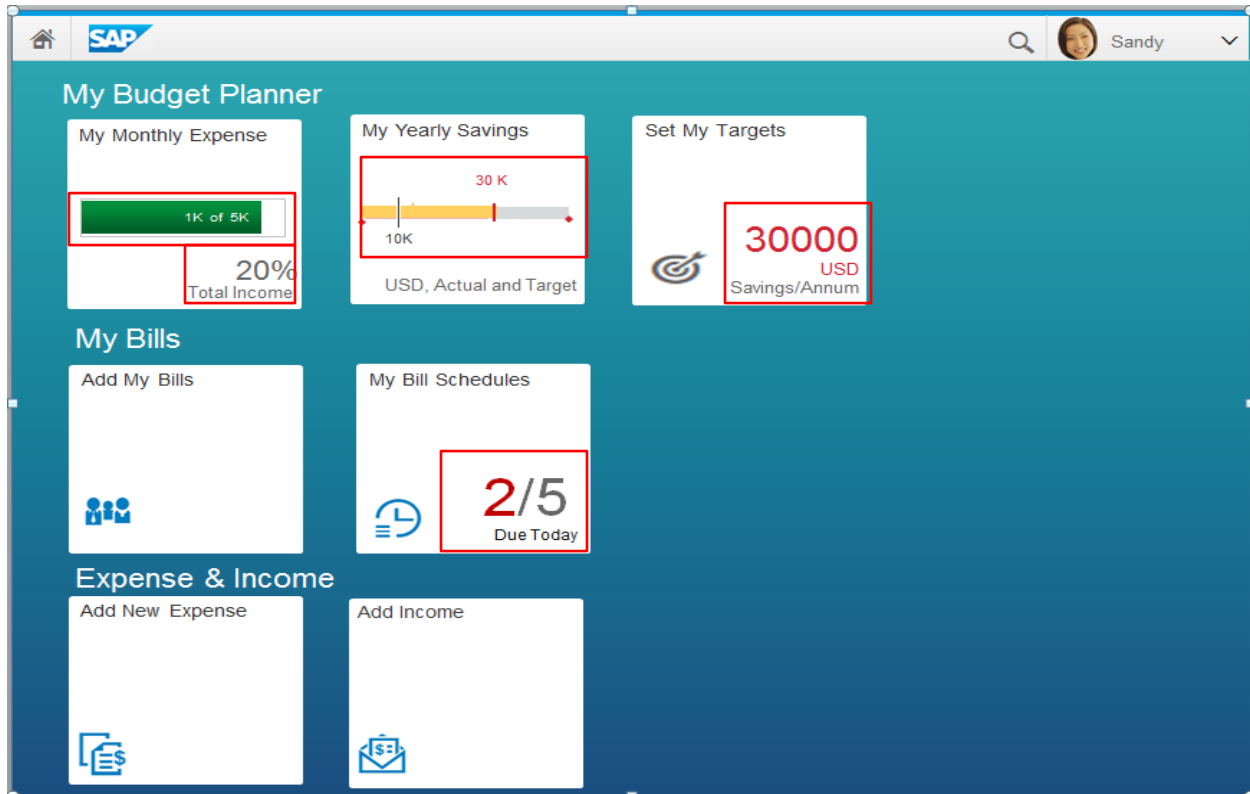 SAP
Sandy
My Budget Planner
My Monthly Expense
1K of 5K
20%
Total Income
My Yearly Savings
30 K
10K
USD, Actual and Target
Set My Targets
30000
USD
Savings/Annum
My Bills
Add My Bills
My Bill Schedules
2/5
Due Today
Expense & Income
Add New Expense
$
Add Income
$